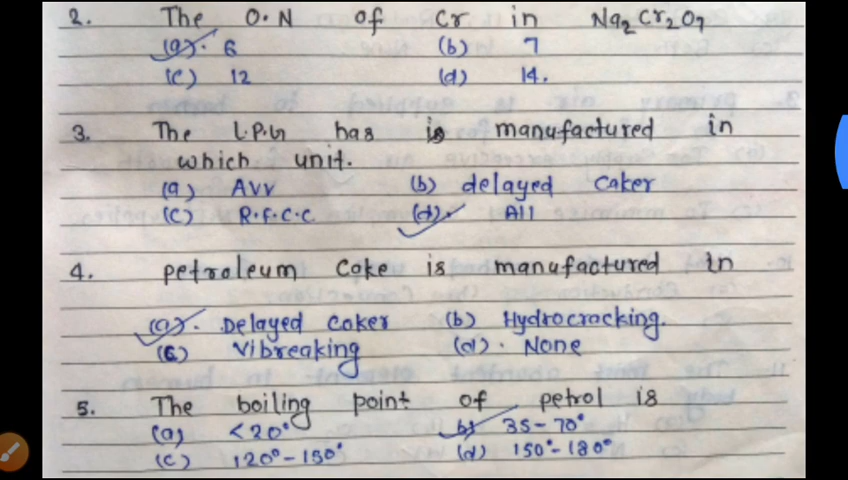 2. The O.N of Cr in Na2Cr2O7
(a). 6 (b) 7
(c) 12 (d) 14.
3. The L.P.G has is manufactured in
which unit.
(a) AVV (b) delayed Caker
(c) R.F.C.C (d). All
4. petroleum Coke is manufactured in
(a). Delayed Coker (b) Hydrocracking.
(c) Vibreaking (d). None
5. The boiling point of petrol is
(a) <20° (b) 35-70°
(c) 120°-150° (d) 150°-180°